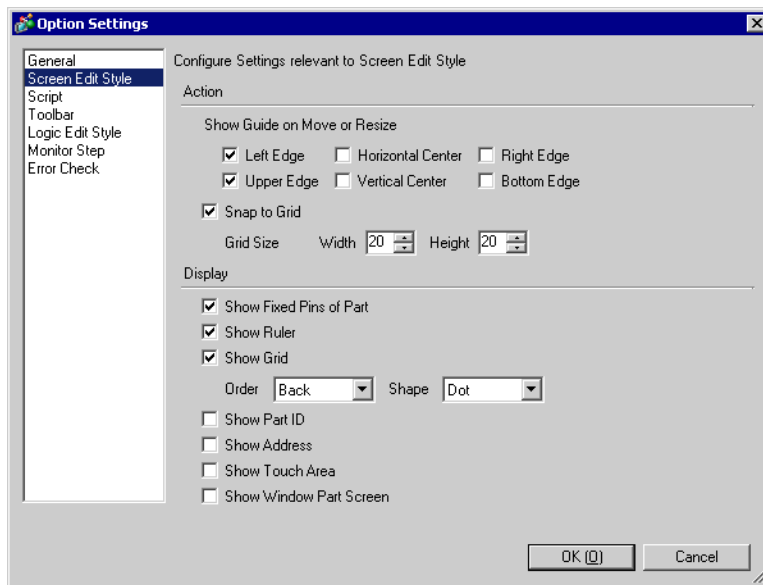 Option Settings
General
Screen Edit Style
Script
Toolbar
Logic Edit Style
Monitor Step
Error Check
Configure Settings relevant to Screen Edit Style
Action
Show Guide on Move or Resize
Left Edge Horizontal Center Right Edge
Upper Edge Vertical Center Bottom Edge
Snap to Grid
Grid Size Width 20 Height 20
Display
Show Fixed Pins of Part
Show Ruler
Show Grid
Order Back Shape Dot
Show Part ID
Show Address
Show Touch Area
Show Window Part Screen
OK (O) Cancel